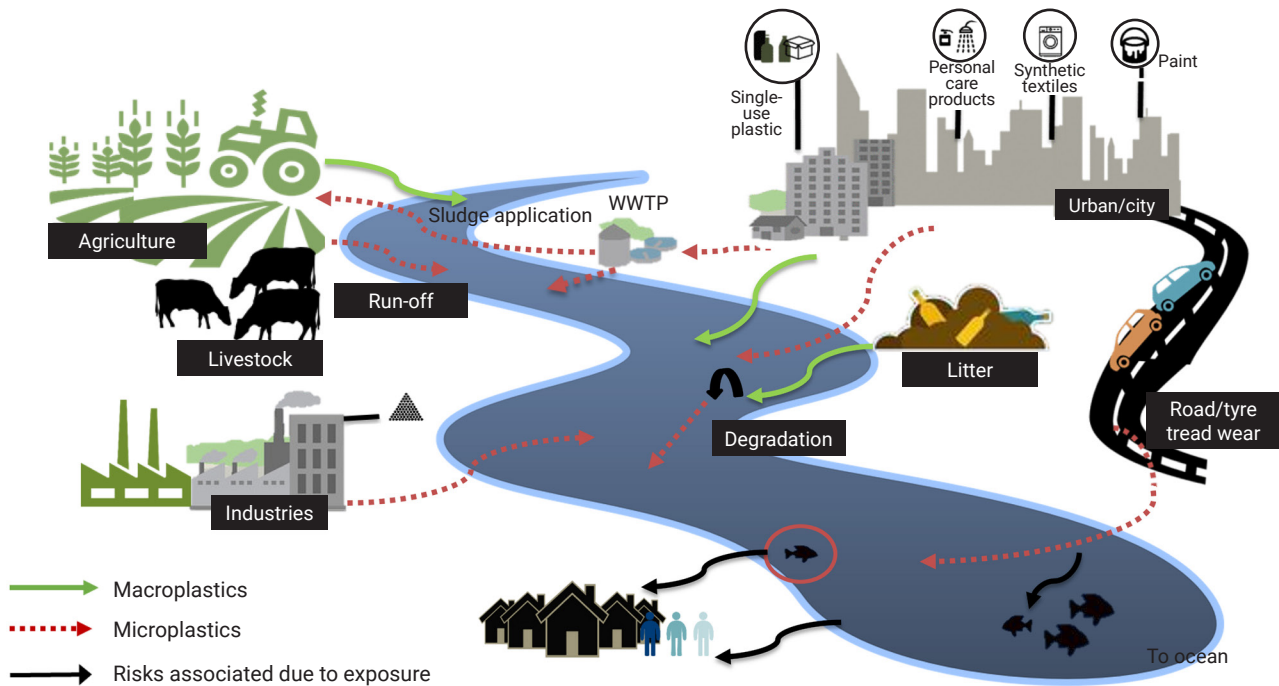 Single-
use
plastic
Personal
care
products
Synthetic
textiles
Paint
Urban/city
WWTP
Sludge application
Agriculture
Run-off
Livestock
Litter
Road/tyre
tread wear
Degradation
Industries
Macroplastics
Microplastics
Risks associated due to exposure
To ocean